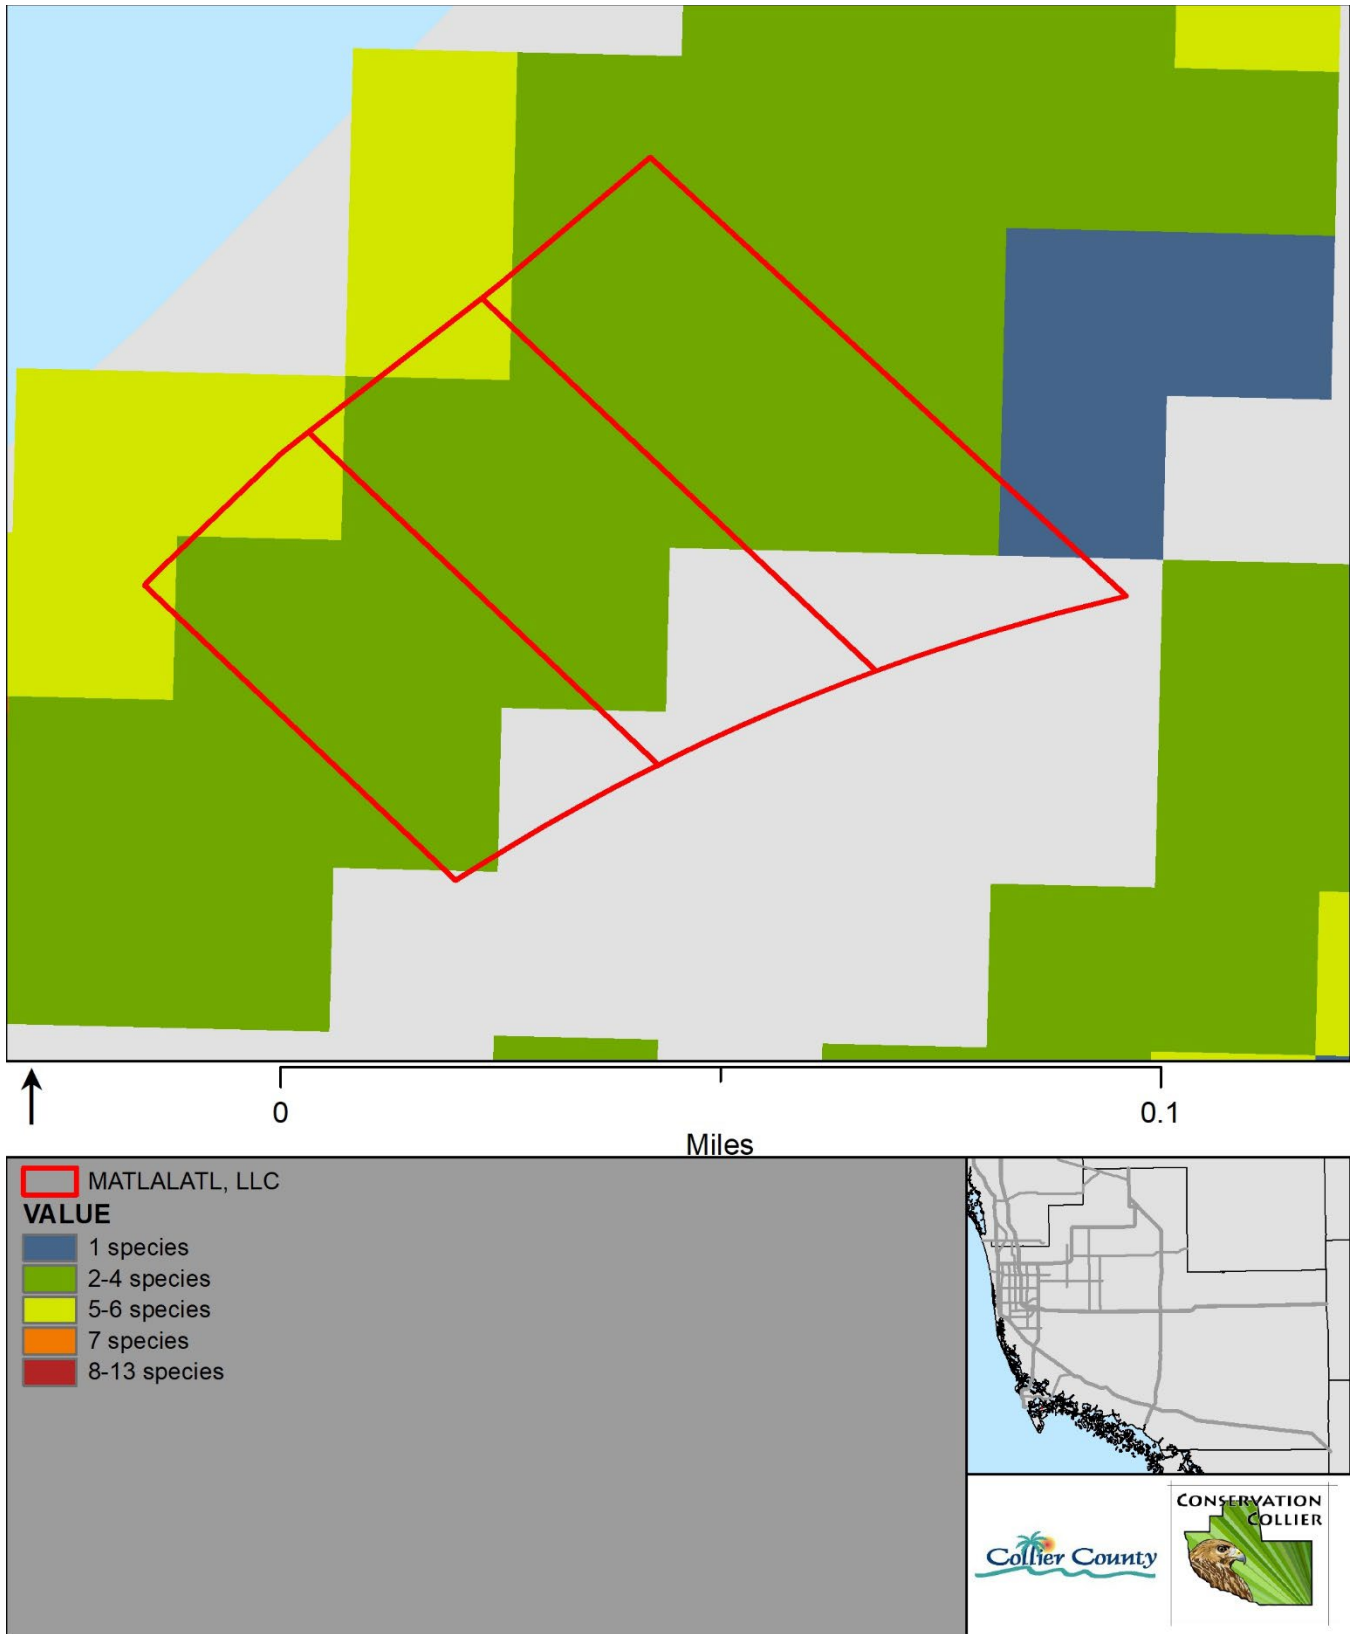 0
0.1
Miles
MATLALATL, LLC
VALUE
1 species
2-4 species
5-6 species
7 species
8-13 species
Collier County
CONSERVATION
COLLIER